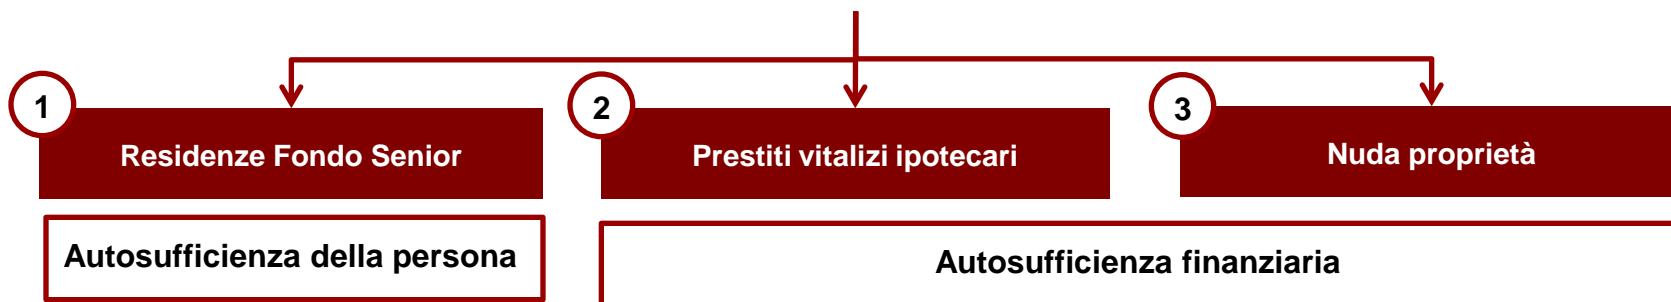 1
Residenze Fondo Senior
2
Prestiti vitalizi ipotecari
3
Nuda proprietà
Autosufficienza della persona
Autosufficienza finanziaria